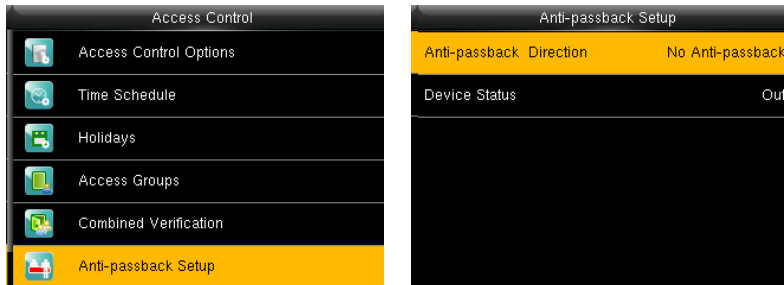 Access Control
Access Control Options
Time Schedule
Holidays
Access Groups
Combined Verification
Anti-passback Setup
Anti-passback Setup
Anti-passback Direction No Anti-passback
Device Status Out